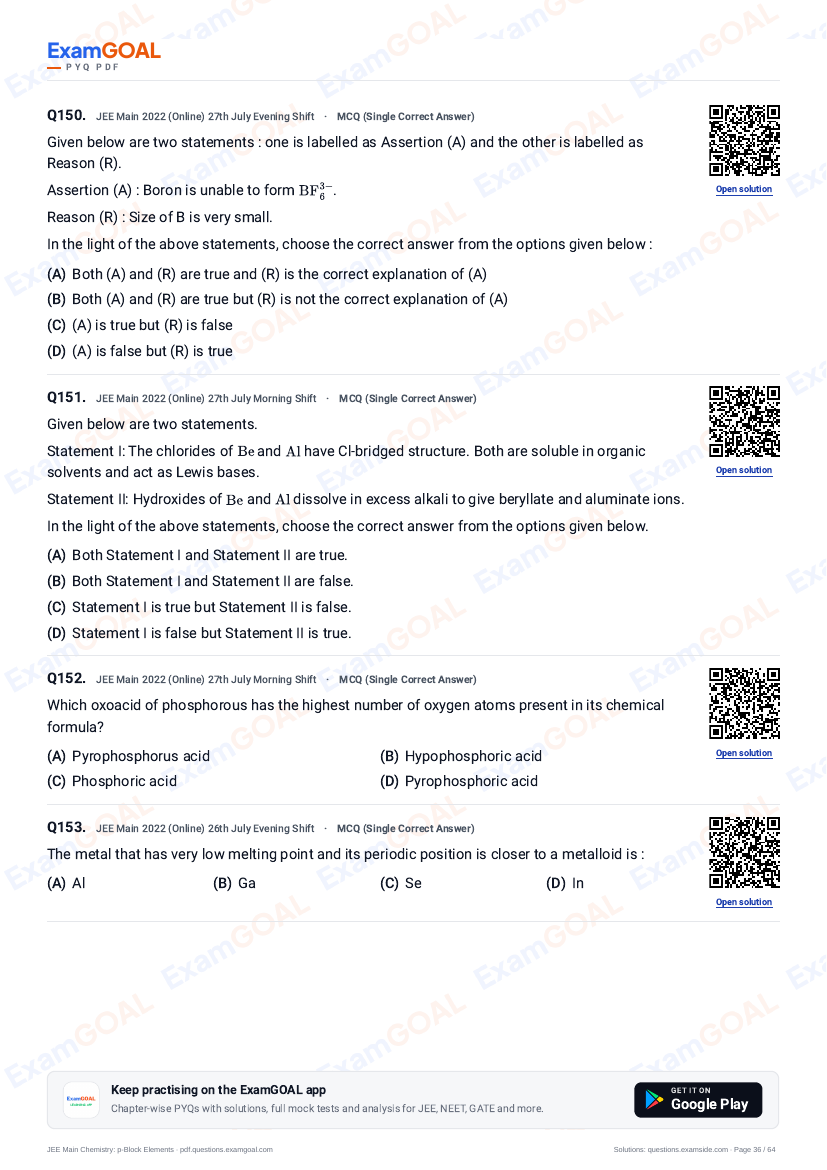 ExamGOAL
PYQ PDF
Q150. JEE Main 2022 (Online) 27th July Evening Shift · MCQ (Single Correct Answer)
Given below are two statements : one is labelled as Assertion (A) and the other is labelled as
Reason (R).
Assertion (A) : Boron is unable to form BF₆³⁻.
Reason (R) : Size of B is very small.
In the light of the above statements, choose the correct answer from the options given below :
(A) Both (A) and (R) are true and (R) is the correct explanation of (A)
(B) Both (A) and (R) are true but (R) is not the correct explanation of (A)
(C) (A) is true but (R) is false
(D) (A) is false but (R) is true
Open solution
Q151. JEE Main 2022 (Online) 27th July Morning Shift · MCQ (Single Correct Answer)
Given below are two statements.
Statement I: The chlorides of Be and Al have Cl-bridged structure. Both are soluble in organic
solvents and act as Lewis bases.
Statement II: Hydroxides of Be and Al dissolve in excess alkali to give beryllate and aluminate ions.
In the light of the above statements, choose the correct answer from the options given below.
(A) Both Statement I and Statement II are true.
(B) Both Statement I and Statement II are false.
(C) Statement I is true but Statement II is false.
(D) Statement I is false but Statement II is true.
Open solution
Q152. JEE Main 2022 (Online) 27th July Morning Shift · MCQ (Single Correct Answer)
Which oxoacid of phosphorous has the highest number of oxygen atoms present in its chemical
formula?
(A) Pyrophosphorus acid (B) Hypophosphoric acid
(C) Phosphoric acid (D) Pyrophosphoric acid
Open solution
Q153. JEE Main 2022 (Online) 26th July Evening Shift · MCQ (Single Correct Answer)
The metal that has very low melting point and its periodic position is closer to a metalloid is :
(A) Al (B) Ga (C) Se (D) In
Open solution
ExamGOAL
Keep practising on the ExamGOAL app
Chapter-wise PYQs with solutions, full mock tests and analysis for JEE, NEET, GATE and more.
GET IT ON
Google Play
JEE Main Chemistry: p-Block Elements · pdf.questions.examgoal.com Solutions: questions.examside.com · Page 36 / 64